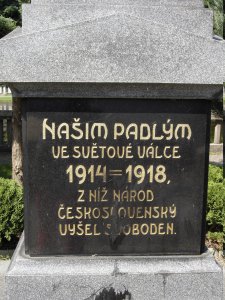 NAŠIM PADLÝM
VE SVĚTOVÉ VÁLCE
1914=1918,
Z NÍŽ NÁROD
ČESKOSLOVENSKÝ
VYŠEL SVOBODEN.